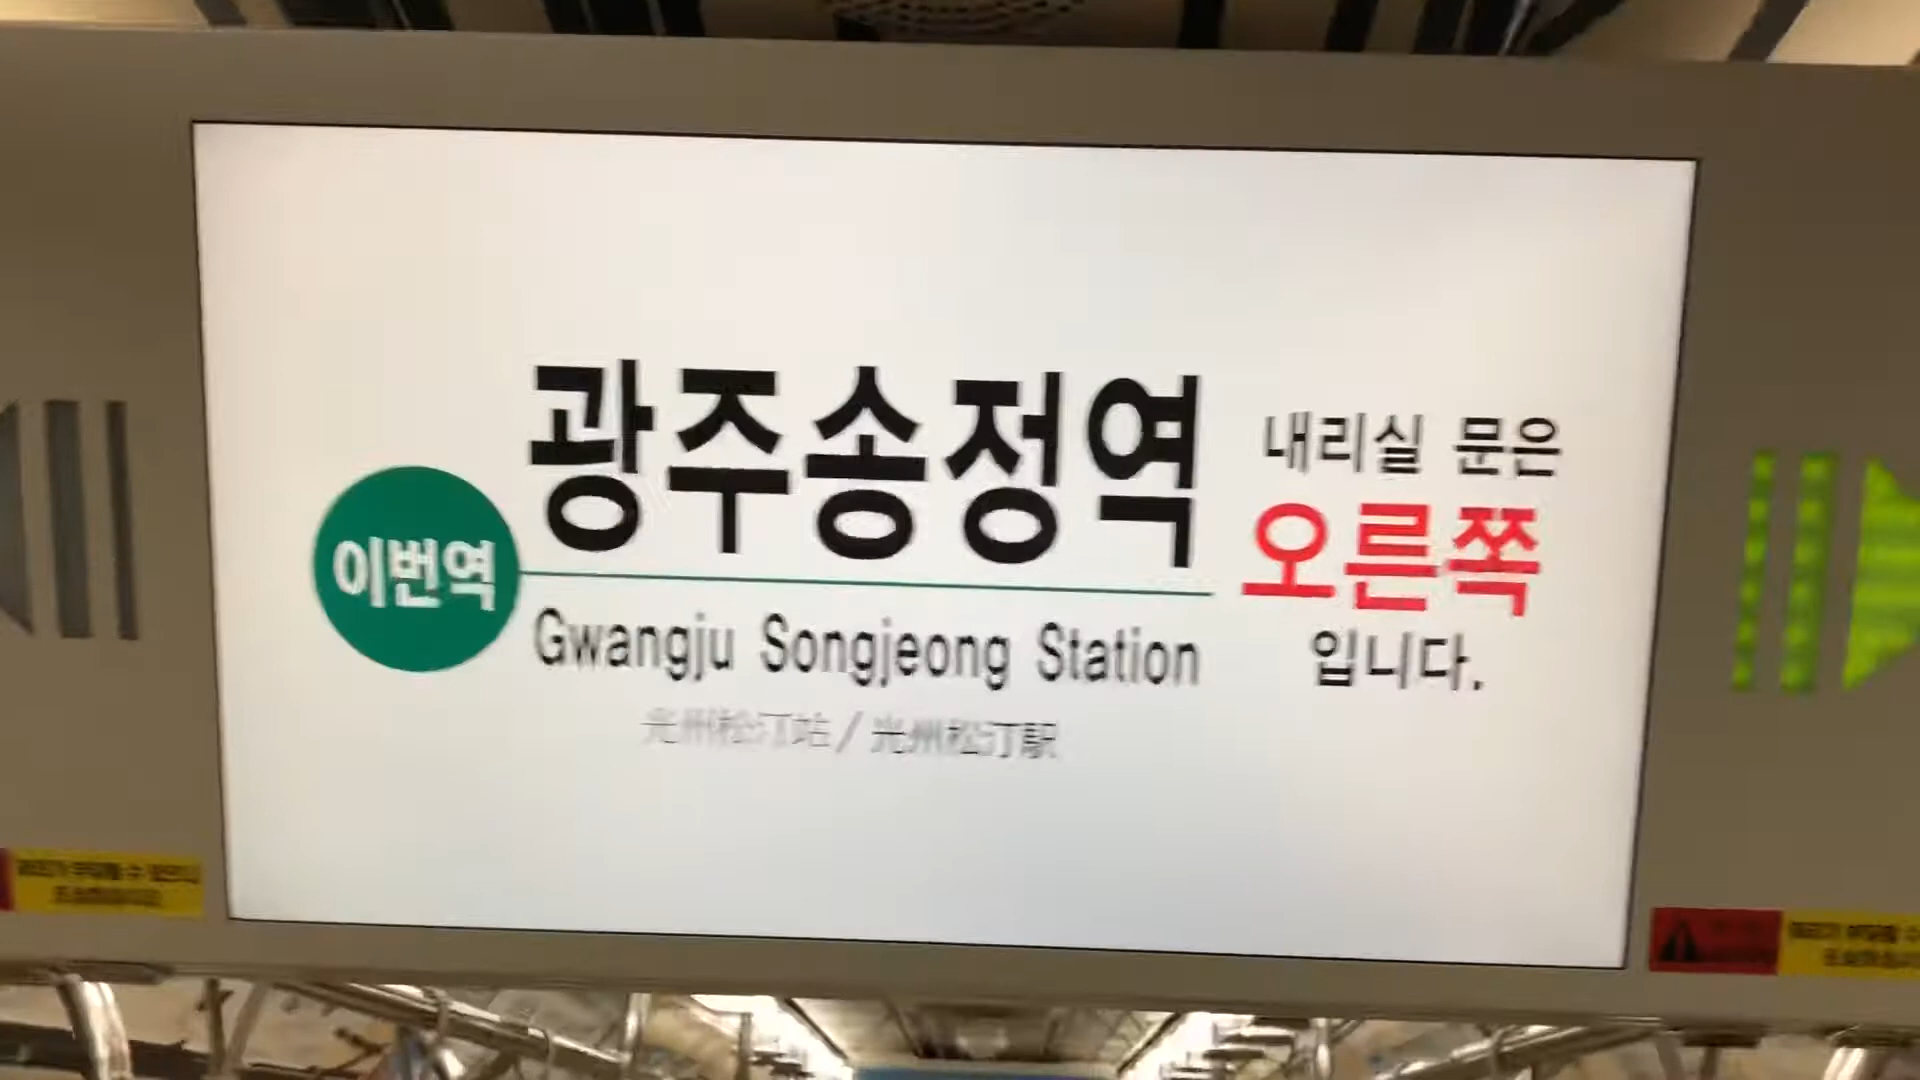 이번역
광주송정역
Gwangju Songjeong Station
光州松汀站 / 光州松汀駅
내리실 문은
오른쪽
입니다.